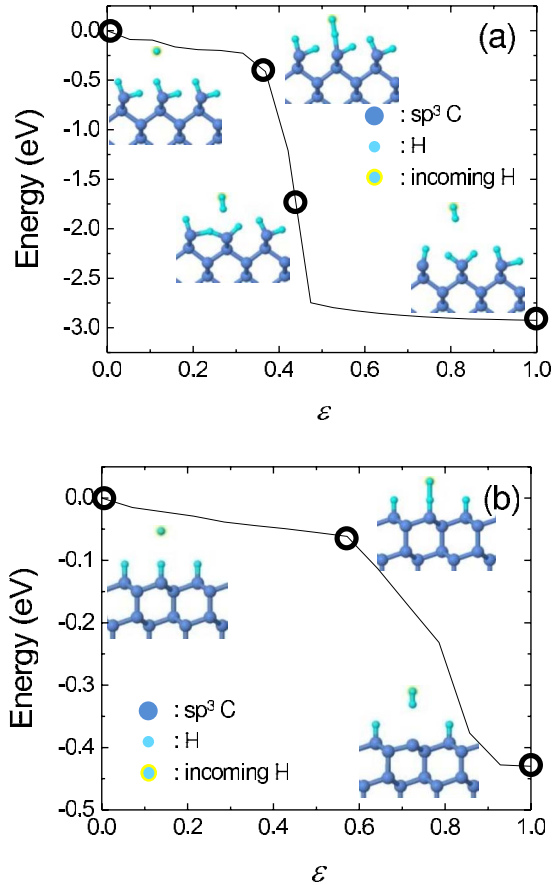 (a)
0.0
-0.5
-1.0
-1.5
-2.0
-2.5
-3.0
Energy (eV)
: sp³ C
: H
: incoming H
0.0 0.2 0.4 0.6 0.8 1.0
ε
(b)
0.0
-0.1
-0.2
-0.3
-0.4
-0.5
Energy (eV)
: sp³ C
: H
: incoming H
0.0 0.2 0.4 0.6 0.8 1.0
ε